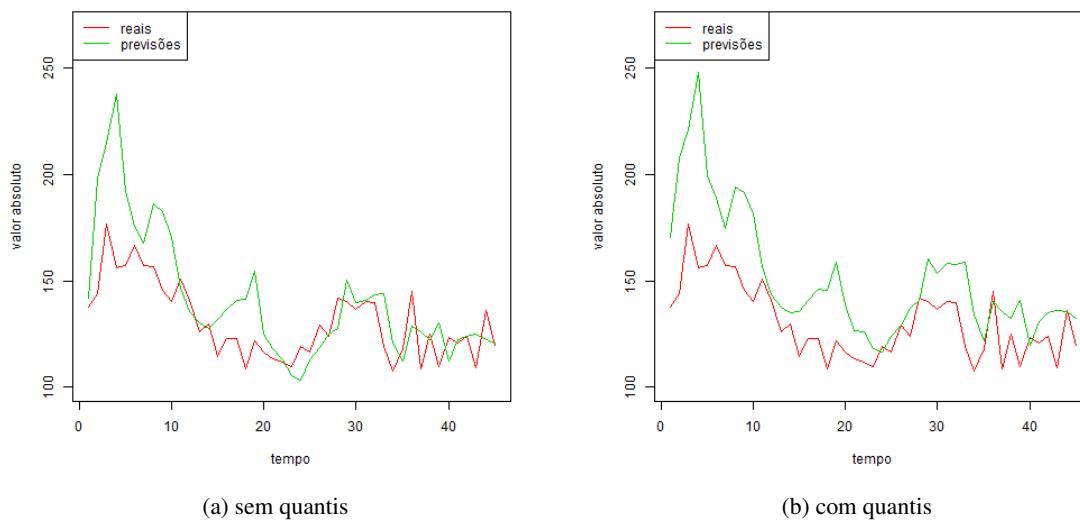 reais
previsões
250
200
150
100
valor absoluto
0 10 20 30 40
tempo
(a) sem quantis
reais
previsões
250
200
150
100
valor absoluto
0 10 20 30 40
tempo
(b) com quantis